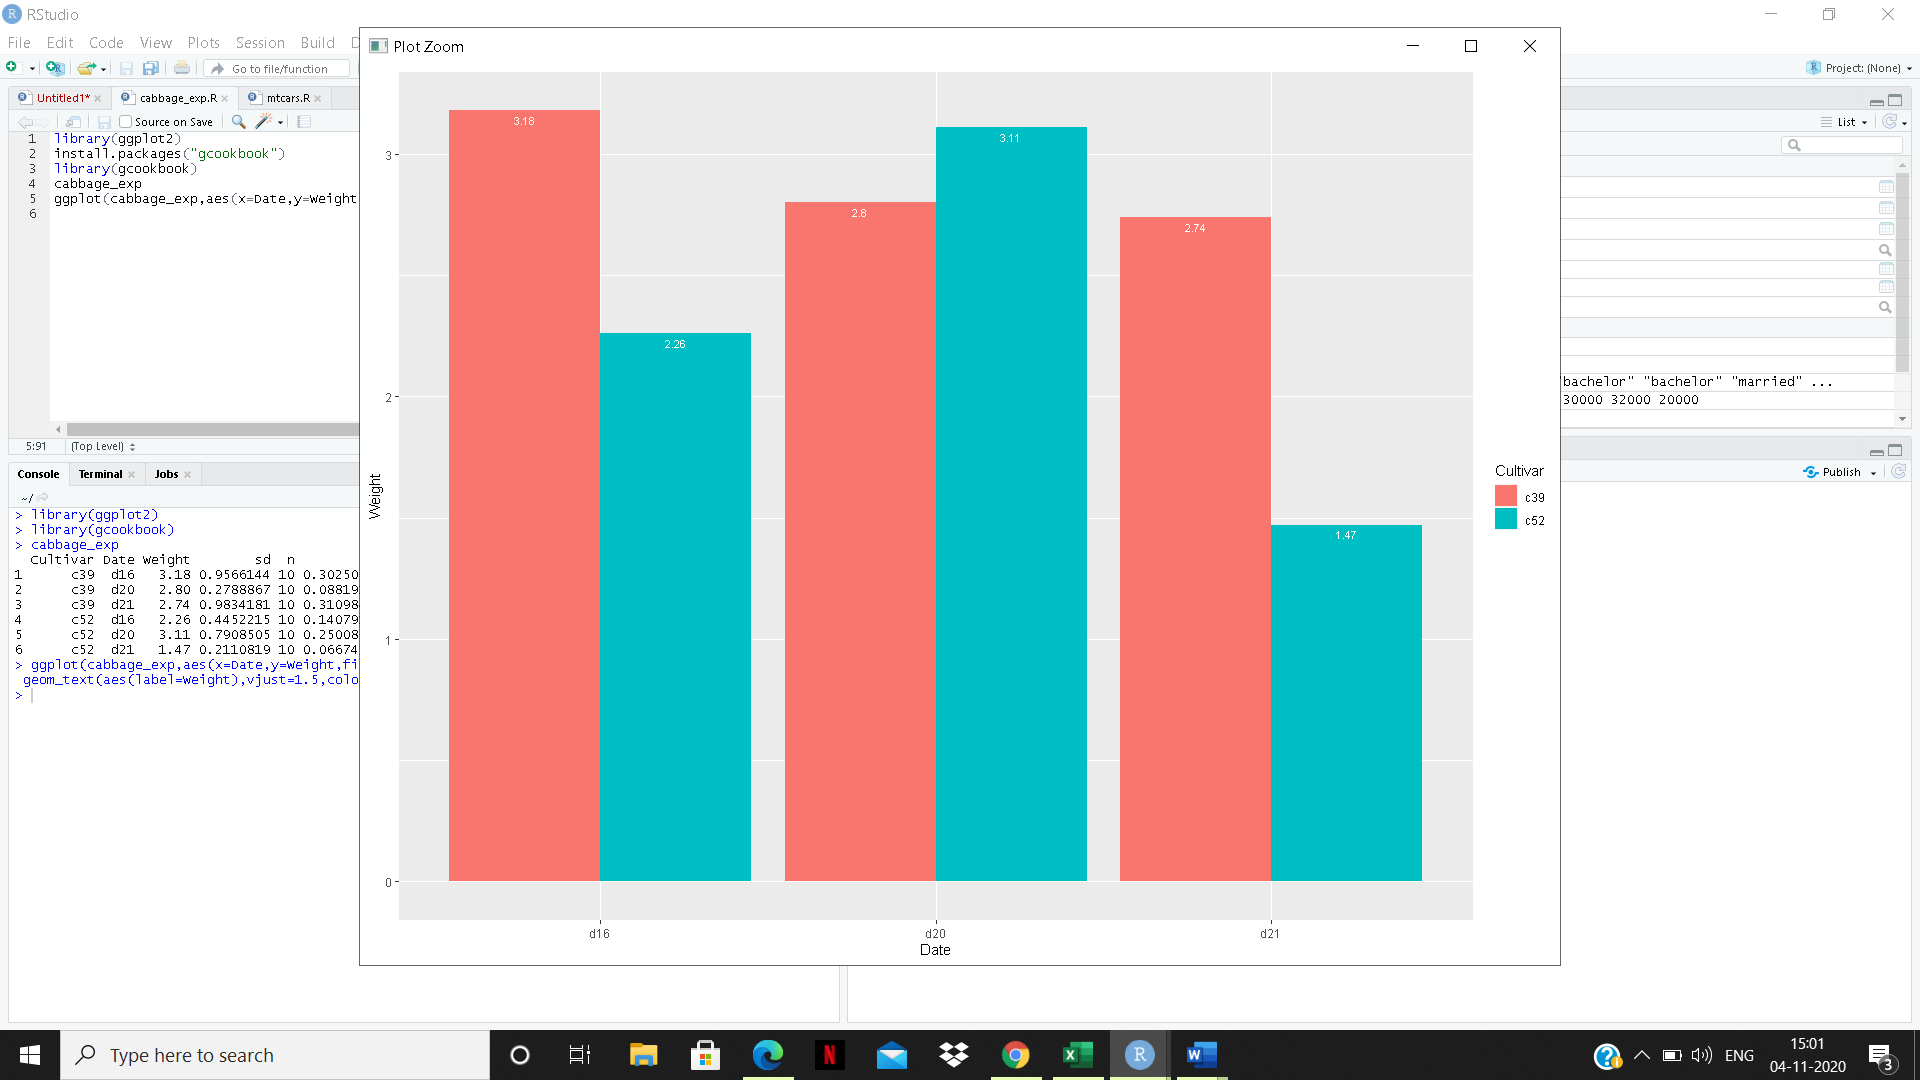 RStudio
File Edit Code View Plots Session Build
Go to file/function
Project: (None)
Untitled1* cabbage_exp.R mtcars.R
Source on Save
1 library(ggplot2)
2 install.packages("gcookbook")
3 library(gcookbook)
4 cabbage_exp
5 ggplot(cabbage_exp,aes(x=Date,y=Weight
6
5:91 (Top Level)
Console Terminal Jobs
~/
> library(ggplot2)
> library(gcookbook)
> cabbage_exp
Cultivar Date Weight sd n
1 c39 d16 3.18 0.9566144 10 0.30250
2 c39 d20 2.80 0.2788867 10 0.08819
3 c39 d21 2.74 0.9834181 10 0.31098
4 c52 d16 2.26 0.4452215 10 0.14079
5 c52 d20 3.11 0.7908505 10 0.25008
6 c52 d21 1.47 0.2110819 10 0.06674
> ggplot(cabbage_exp,aes(x=Date,y=Weight,fi
geom_text(aes(label=Weight),vjust=1.5,colo
>
Plot Zoom
3.18
2.26
2.8
3.11
2.74
1.47
3
2
1
0
Weight
d16 d20 d21
Date
Cultivar
c39
c52
List
bachelor" "bachelor" "married" ...
30000 32000 20000
Publish
Type here to search
ENG
15:01
04-11-2020
3